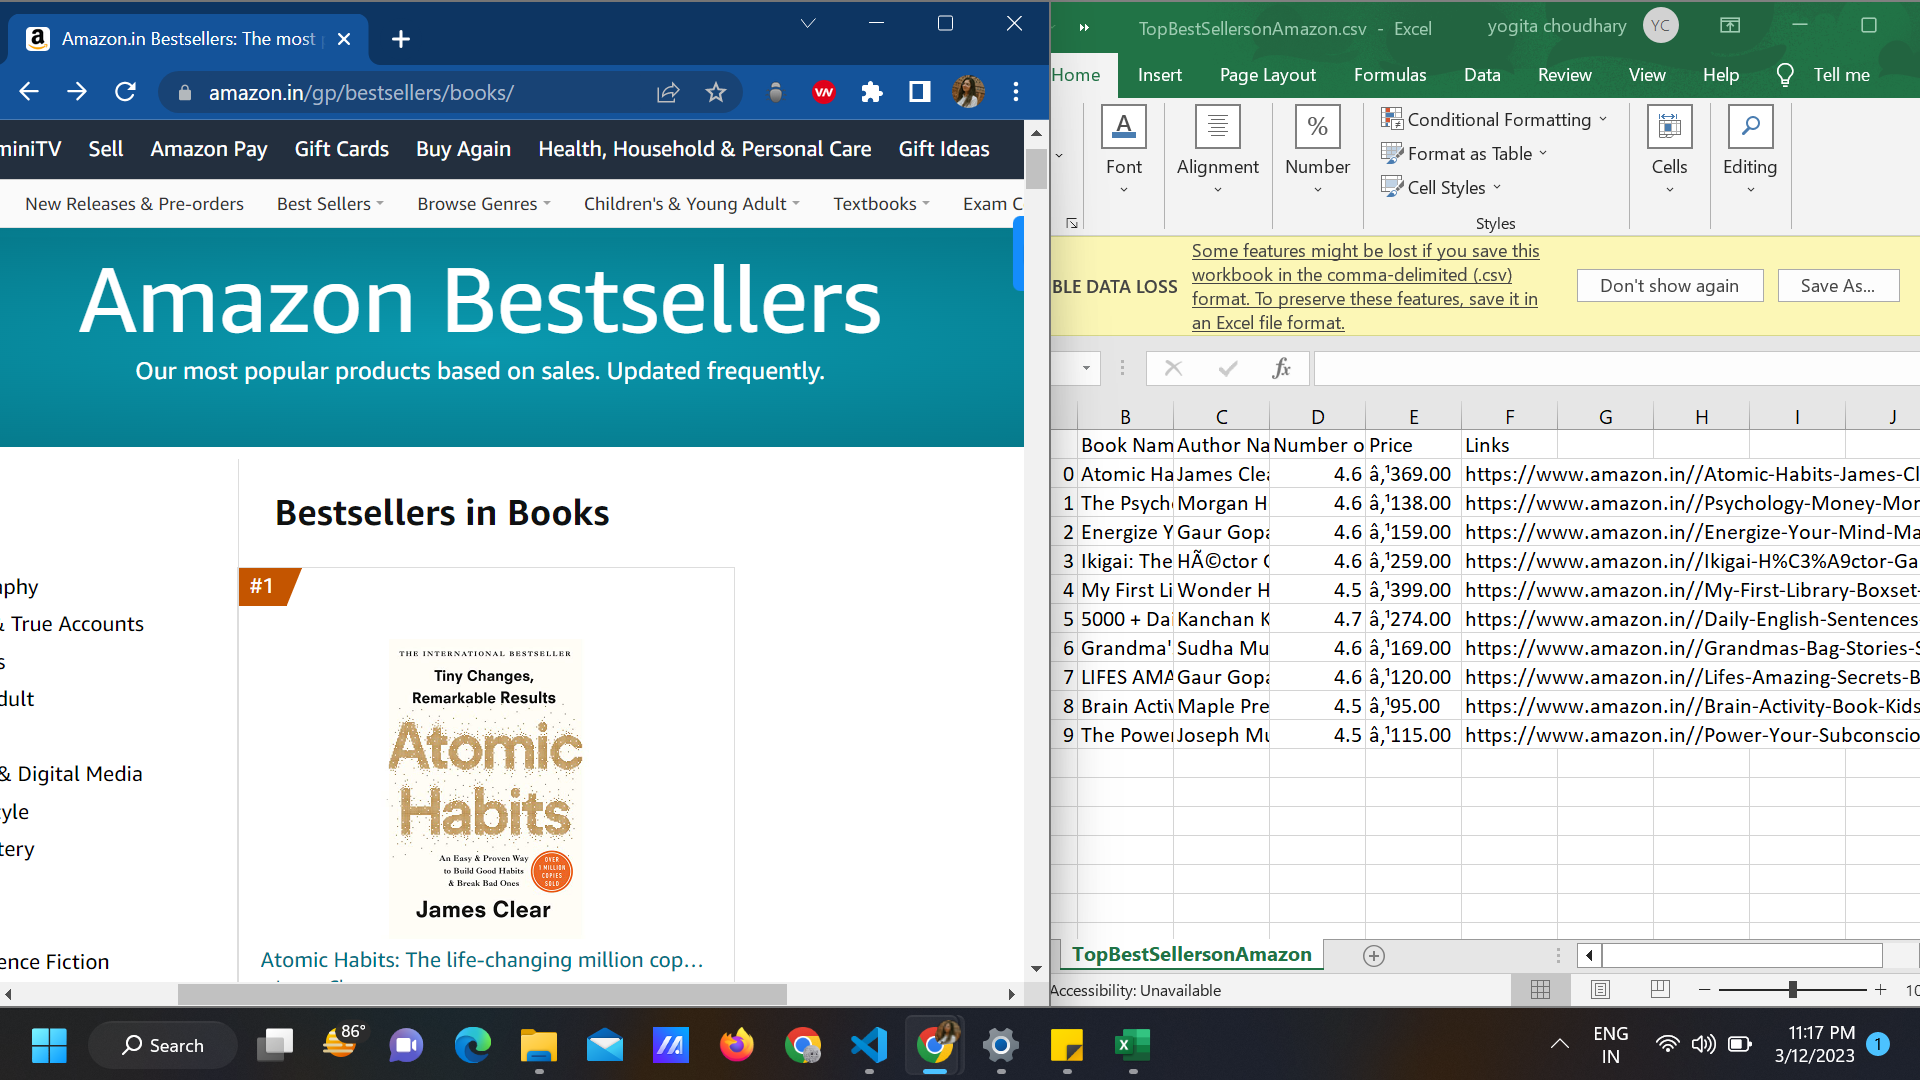 Amazon.in Bestsellers: The most
amazon.in/gp/bestsellers/books/
miniTV Sell Amazon Pay Gift Cards Buy Again Health, Household & Personal Care Gift Ideas
New Releases & Pre-orders Best Sellers Browse Genres Children's & Young Adult Textbooks Exam C
Amazon Bestsellers
Our most popular products based on sales. Updated frequently.
Bestsellers in Books
phy
& True Accounts
s
dult
& Digital Media
tyle
tery
ence Fiction
#1
THE INTERNATIONAL BESTSELLER
Tiny Changes,
Remarkable Results
Atomic
Habits
An Easy & Proven Way
to Build Good Habits
& Break Bad Ones
OVER
1 MILLION
COPIES
SOLD
James Clear
Atomic Habits: The life-changing million cop…
TopBestSellersonAmazon.csv - Excel
yogita choudhary YC
Home Insert Page Layout Formulas Data Review View Help Tell me
Font
Alignment
%
Number
Conditional Formatting
Format as Table
Cell Styles
Styles
Cells
Editing
BLE DATA LOSS
Some features might be lost if you save this
workbook in the comma-delimited (.csv)
format. To preserve these features, save it in
an Excel file format.
Don't show again
Save As...
fx
B C D E F G H I J
Book Nam Author Na Number o Price Links
0 Atomic Ha James Clea 4.6 â‚¹369.00 https://www.amazon.in//Atomic-Habits-James-Cl
1 The Psych Morgan H 4.6 â‚¹138.00 https://www.amazon.in//Psychology-Money-Mor
2 Energize Y Gaur Gopa 4.6 â‚¹159.00 https://www.amazon.in//Energize-Your-Mind-Ma
3 Ikigai: The HÃ©ctor G 4.6 â‚¹259.00 https://www.amazon.in//Ikigai-H%C3%A9ctor-Ga
4 My First Li Wonder H 4.5 â‚¹399.00 https://www.amazon.in//My-First-Library-Boxset-
5 5000 + Dai Kanchan K 4.7 â‚¹274.00 https://www.amazon.in//Daily-English-Sentences-
6 Grandma' Sudha Mu 4.6 â‚¹169.00 https://www.amazon.in//Grandmas-Bag-Stories-S
7 LIFES AMA Gaur Gopa 4.6 â‚¹120.00 https://www.amazon.in//Lifes-Amazing-Secrets-B
8 Brain Activ Maple Pre 4.5 â‚¹95.00 https://www.amazon.in//Brain-Activity-Book-Kids
9 The Power Joseph Mu 4.5 â‚¹115.00 https://www.amazon.in//Power-Your-Subconscio
TopBestSellersonAmazon
Accessibility: Unavailable
10
Search
86°
ENG
IN
11:17 PM
3/12/2023
1